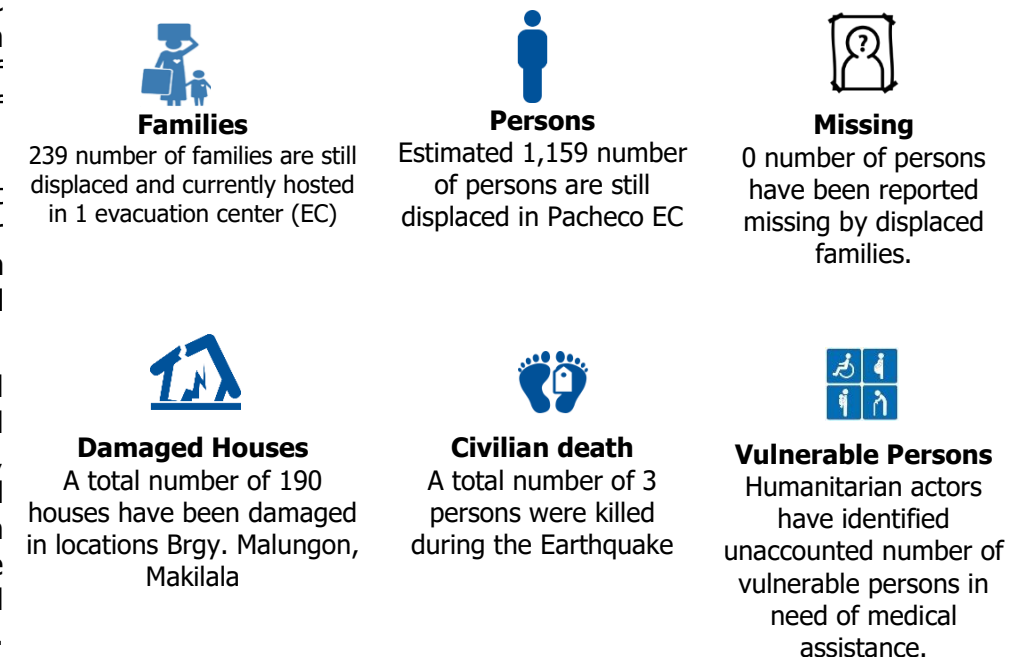 Families
239 number of families are still
displaced and currently hosted
in 1 evacuation center (EC)
Persons
Estimated 1,159 number
of persons are still
displaced in Pacheco EC
?
Missing
0 number of persons
have been reported
missing by displaced
families.
Damaged Houses
A total number of 190
houses have been damaged
in locations Brgy. Malungon,
Makilala
Civilian death
A total number of 3
persons were killed
during the Earthquake
Vulnerable Persons
Humanitarian actors
have identified
unaccounted number of
vulnerable persons in
need of medical
assistance.